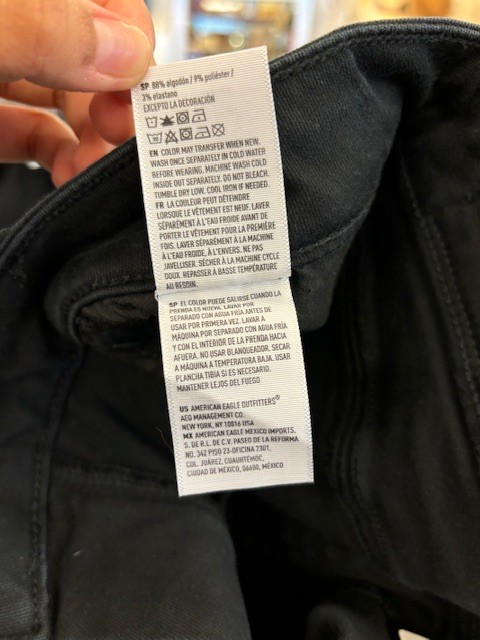 SP 88% algodón / 9% poliéster /
3% elastano
EXCEPTO LA DECORACIÓN
EN COLOR MAY TRANSFER WHEN NEW.
WASH ONCE SEPARATELY IN COLD WATER
BEFORE WEARING. MACHINE WASH COLD
INSIDE OUT SEPARATELY. DO NOT BLEACH.
TUMBLE DRY LOW. COOL IRON IF NEEDED.
FR LA COULEUR PEUT DÉTEINDRE
LORSQUE LE VÊTEMENT EST NEUF. LAVER
SÉPARÉMENT À L'EAU FROIDE AVANT DE
PORTER LE VÊTEMENT POUR LA PREMIÈRE
FOIS. LAVER SÉPARÉMENT À LA MACHINE
À L'EAU FROIDE, À L'ENVERS. NE PAS
JAVELLISER. SÉCHER À LA MACHINE CYCLE
DOUX. REPASSER À BASSE TEMPÉRATURE
AU BESOIN.
SP EL COLOR PUEDE SALIRSE CUANDO LA
PRENDA ES NUEVA. LAVAR POR
SEPARADO CON AGUA FRÍA ANTES DE
USAR POR PRIMERA VEZ. LAVAR A
MÁQUINA POR SEPARADO CON AGUA FRÍA
Y CON EL INTERIOR DE LA PRENDA HACIA
AFUERA. NO USAR BLANQUEADOR. SECAR
A MÁQUINA A TEMPERATURA BAJA. USAR
PLANCHA TIBIA SI ES NECESARIO.
MANTENER LEJOS DEL FUEGO
US AMERICAN EAGLE OUTFITTERS®
AEO MANAGEMENT CO.
NEW YORK, NY 10016 USA
MX AMERICAN EAGLE MEXICO IMPORTS,
S. DE R.L. DE C.V. PASEO DE LA REFORMA
NO. 342 PISO 23-OFICINA 2301,
COL. JUÁREZ, CUAUHTÉMOC,
CIUDAD DE MÉXICO, 06600, MÉXICO